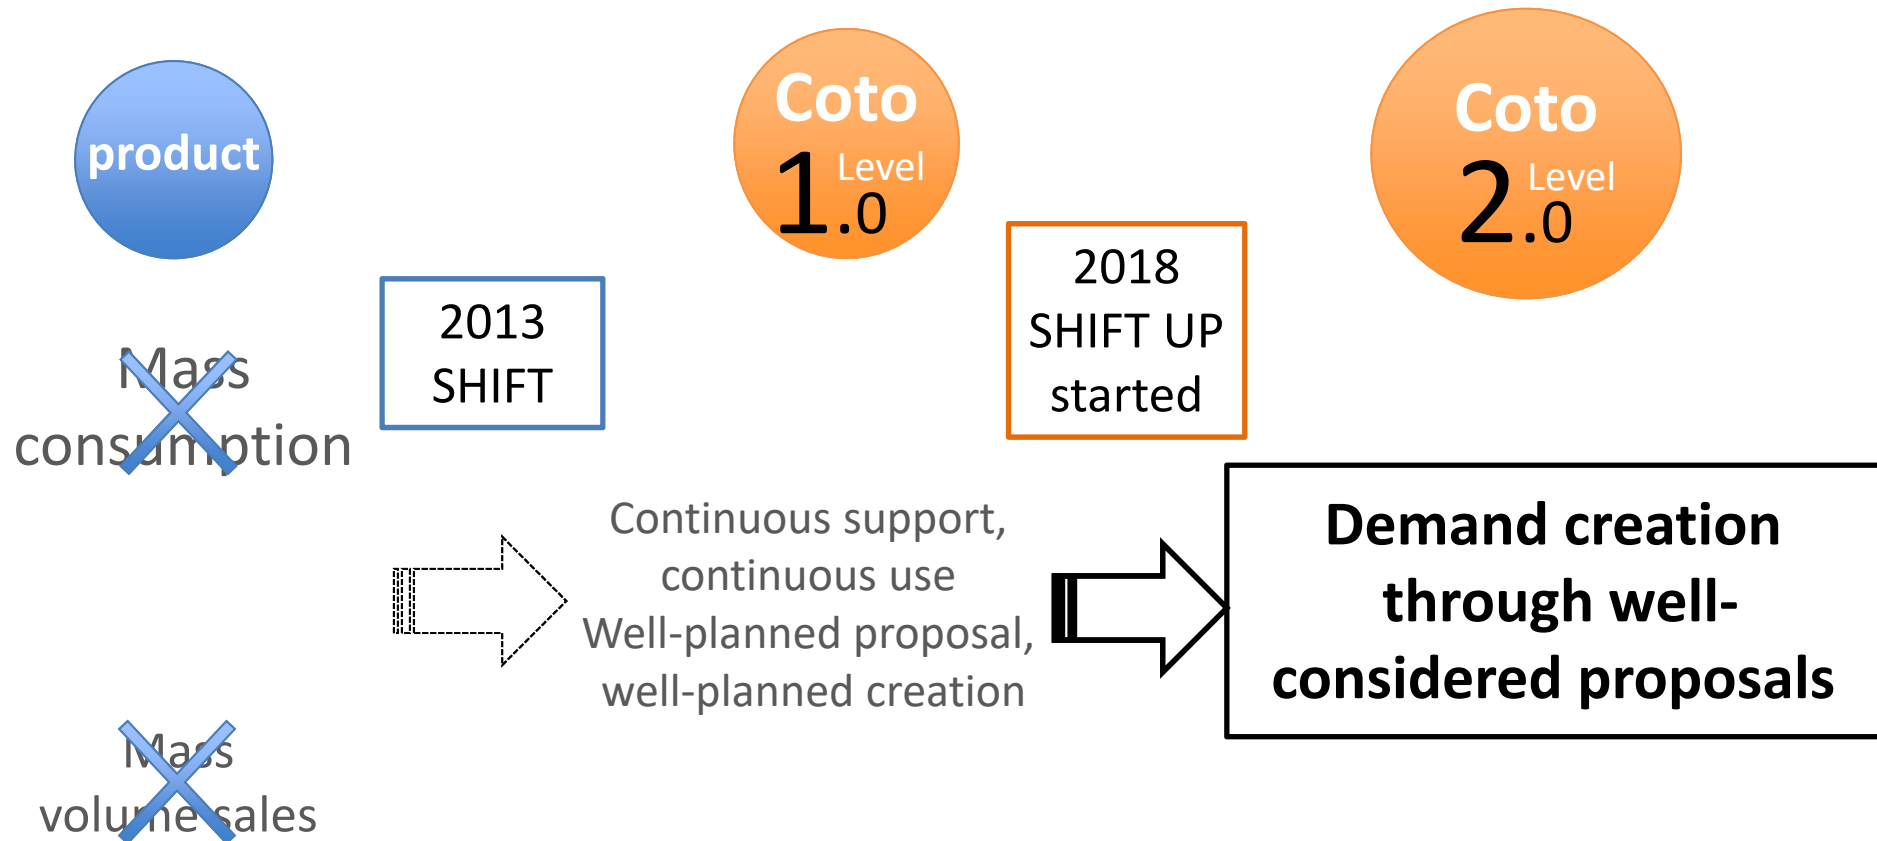 product
Coto
Level
1.0
Coto
Level
2.0
2013
SHIFT
2018
SHIFT UP
started
Mass
consumption
Continuous support,
continuous use
Well-planned proposal,
well-planned creation
Demand creation
through well-
considered proposals
Mass
volume sales